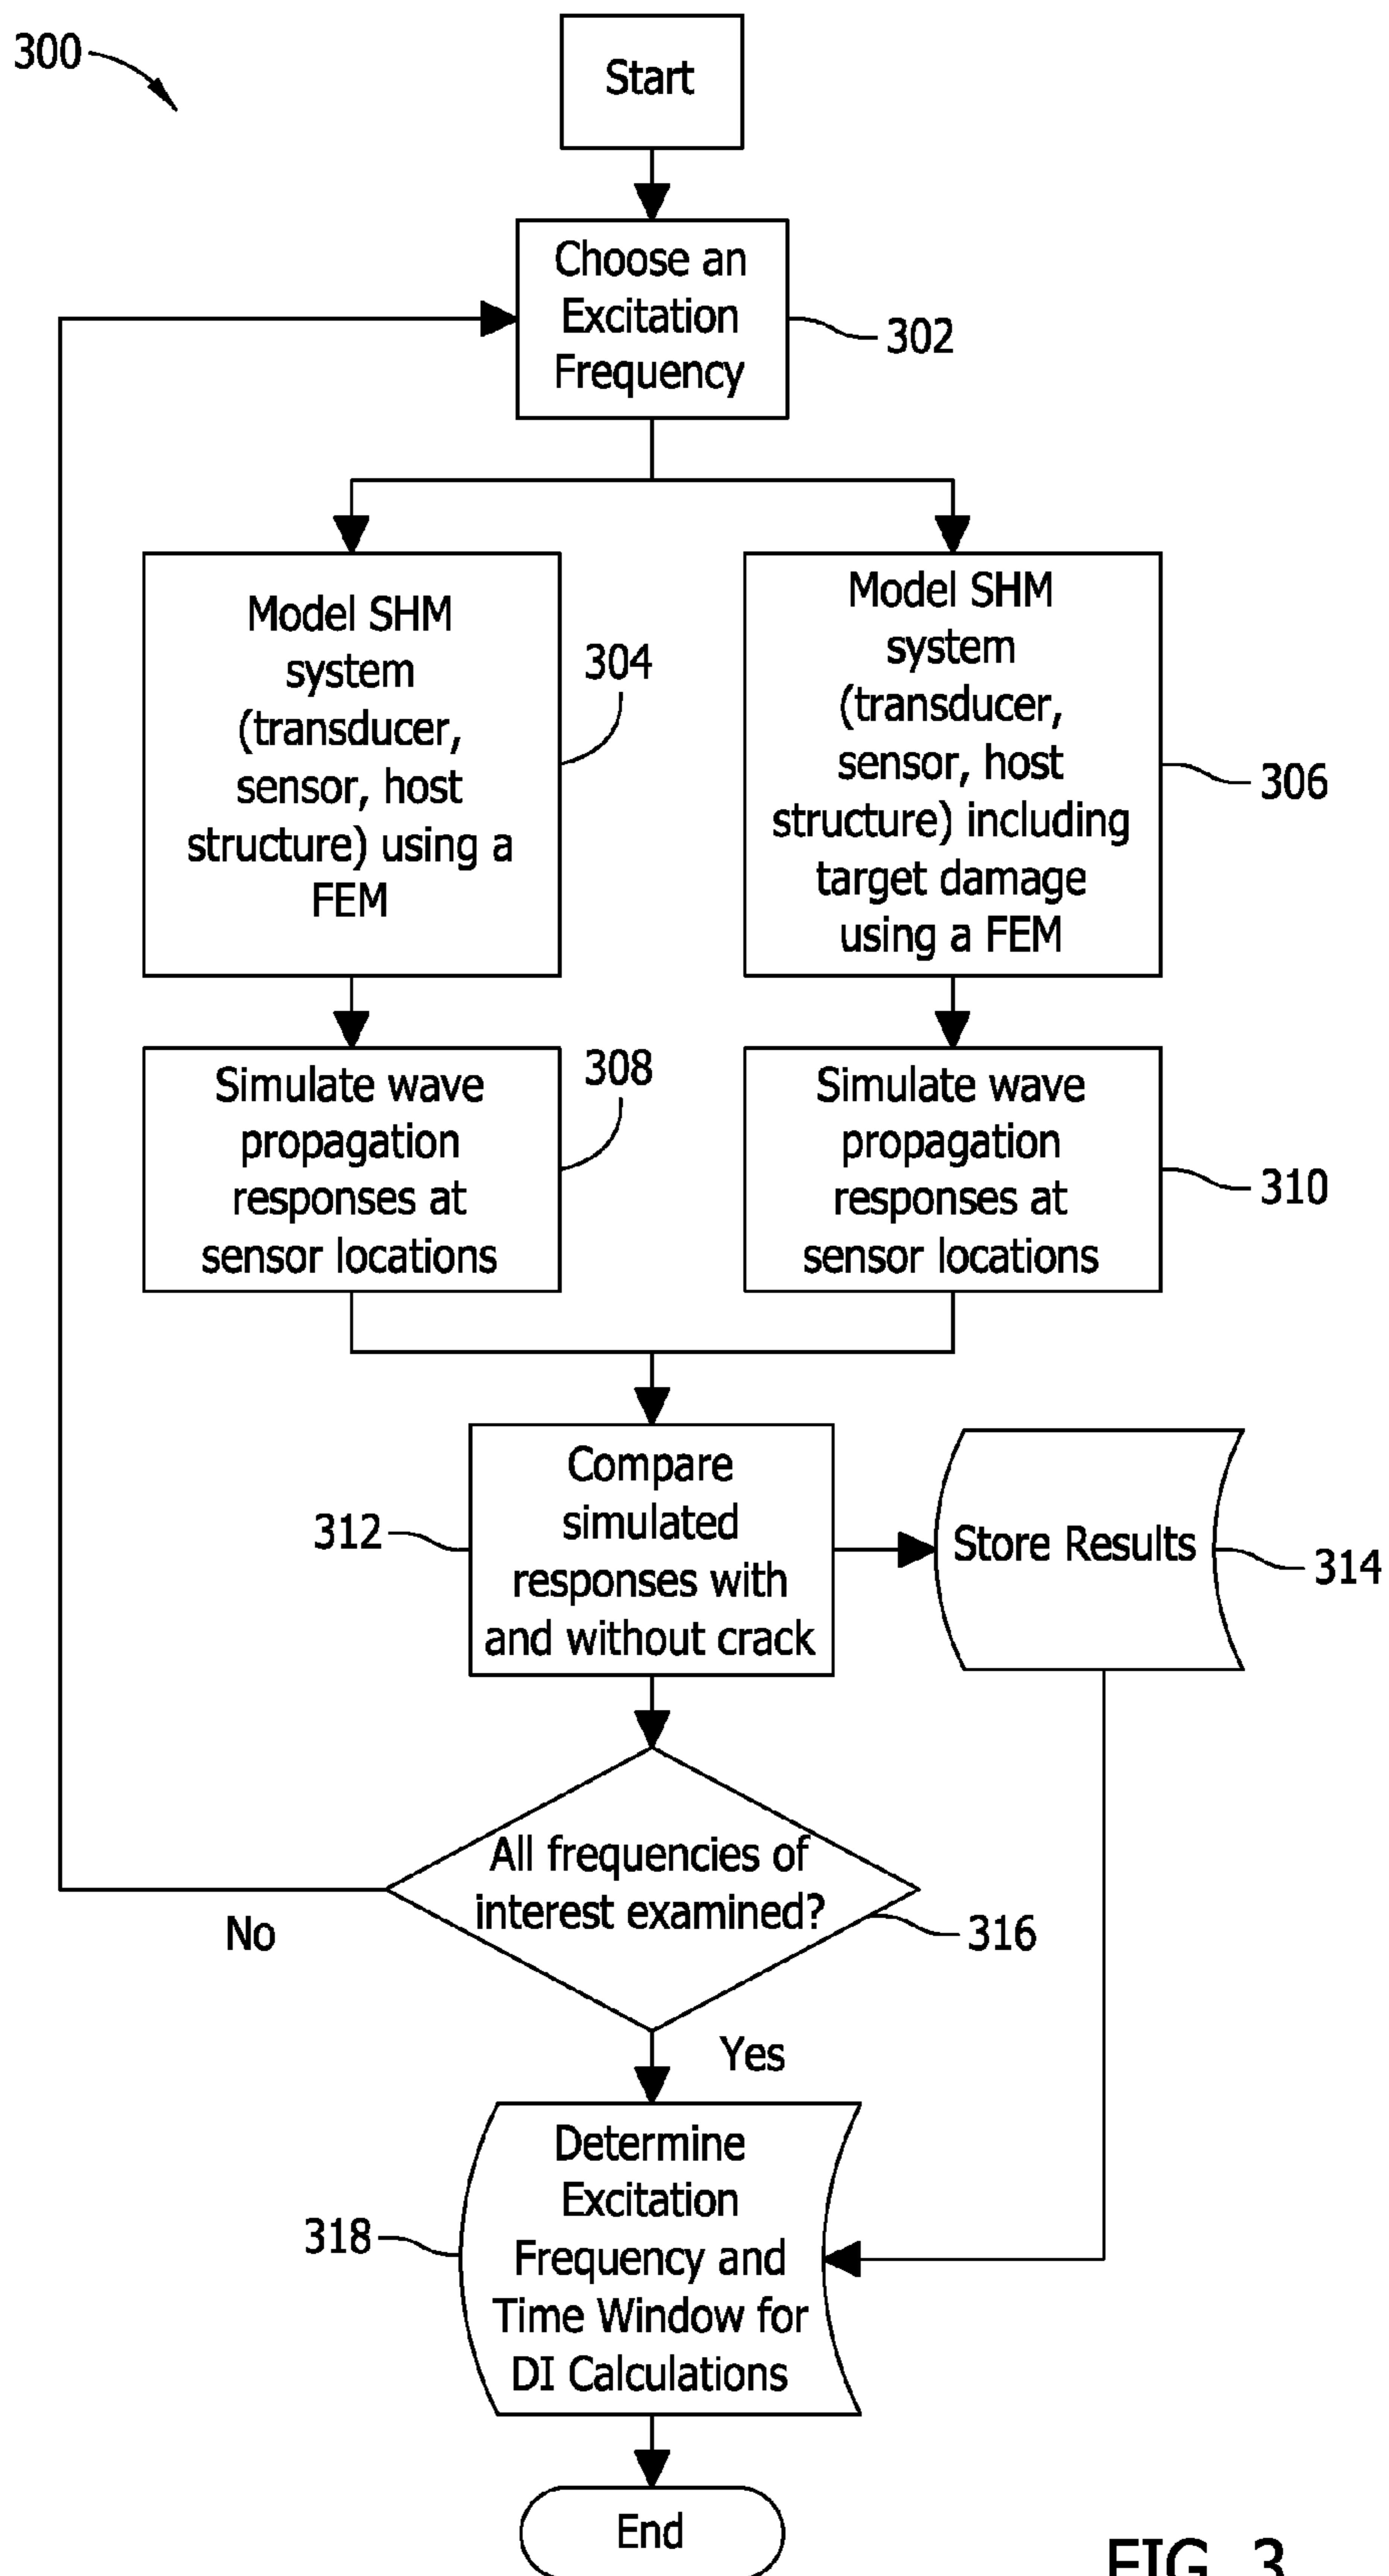 300
Start
Choose an
Excitation
Frequency
302
Model SHM
system
(transducer,
sensor, host
structure) using a
FEM
304
Model SHM
system
(transducer,
sensor, host
structure) including
target damage
using a FEM
306
Simulate wave
propagation
responses at
sensor locations
308
Simulate wave
propagation
responses at
sensor locations
310
Compare
simulated
responses with
and without crack
312
Store Results
314
All frequencies of
interest examined?
316
No
Yes
Determine
Excitation
Frequency and
Time Window for
DI Calculations
318
End
FIG. 3